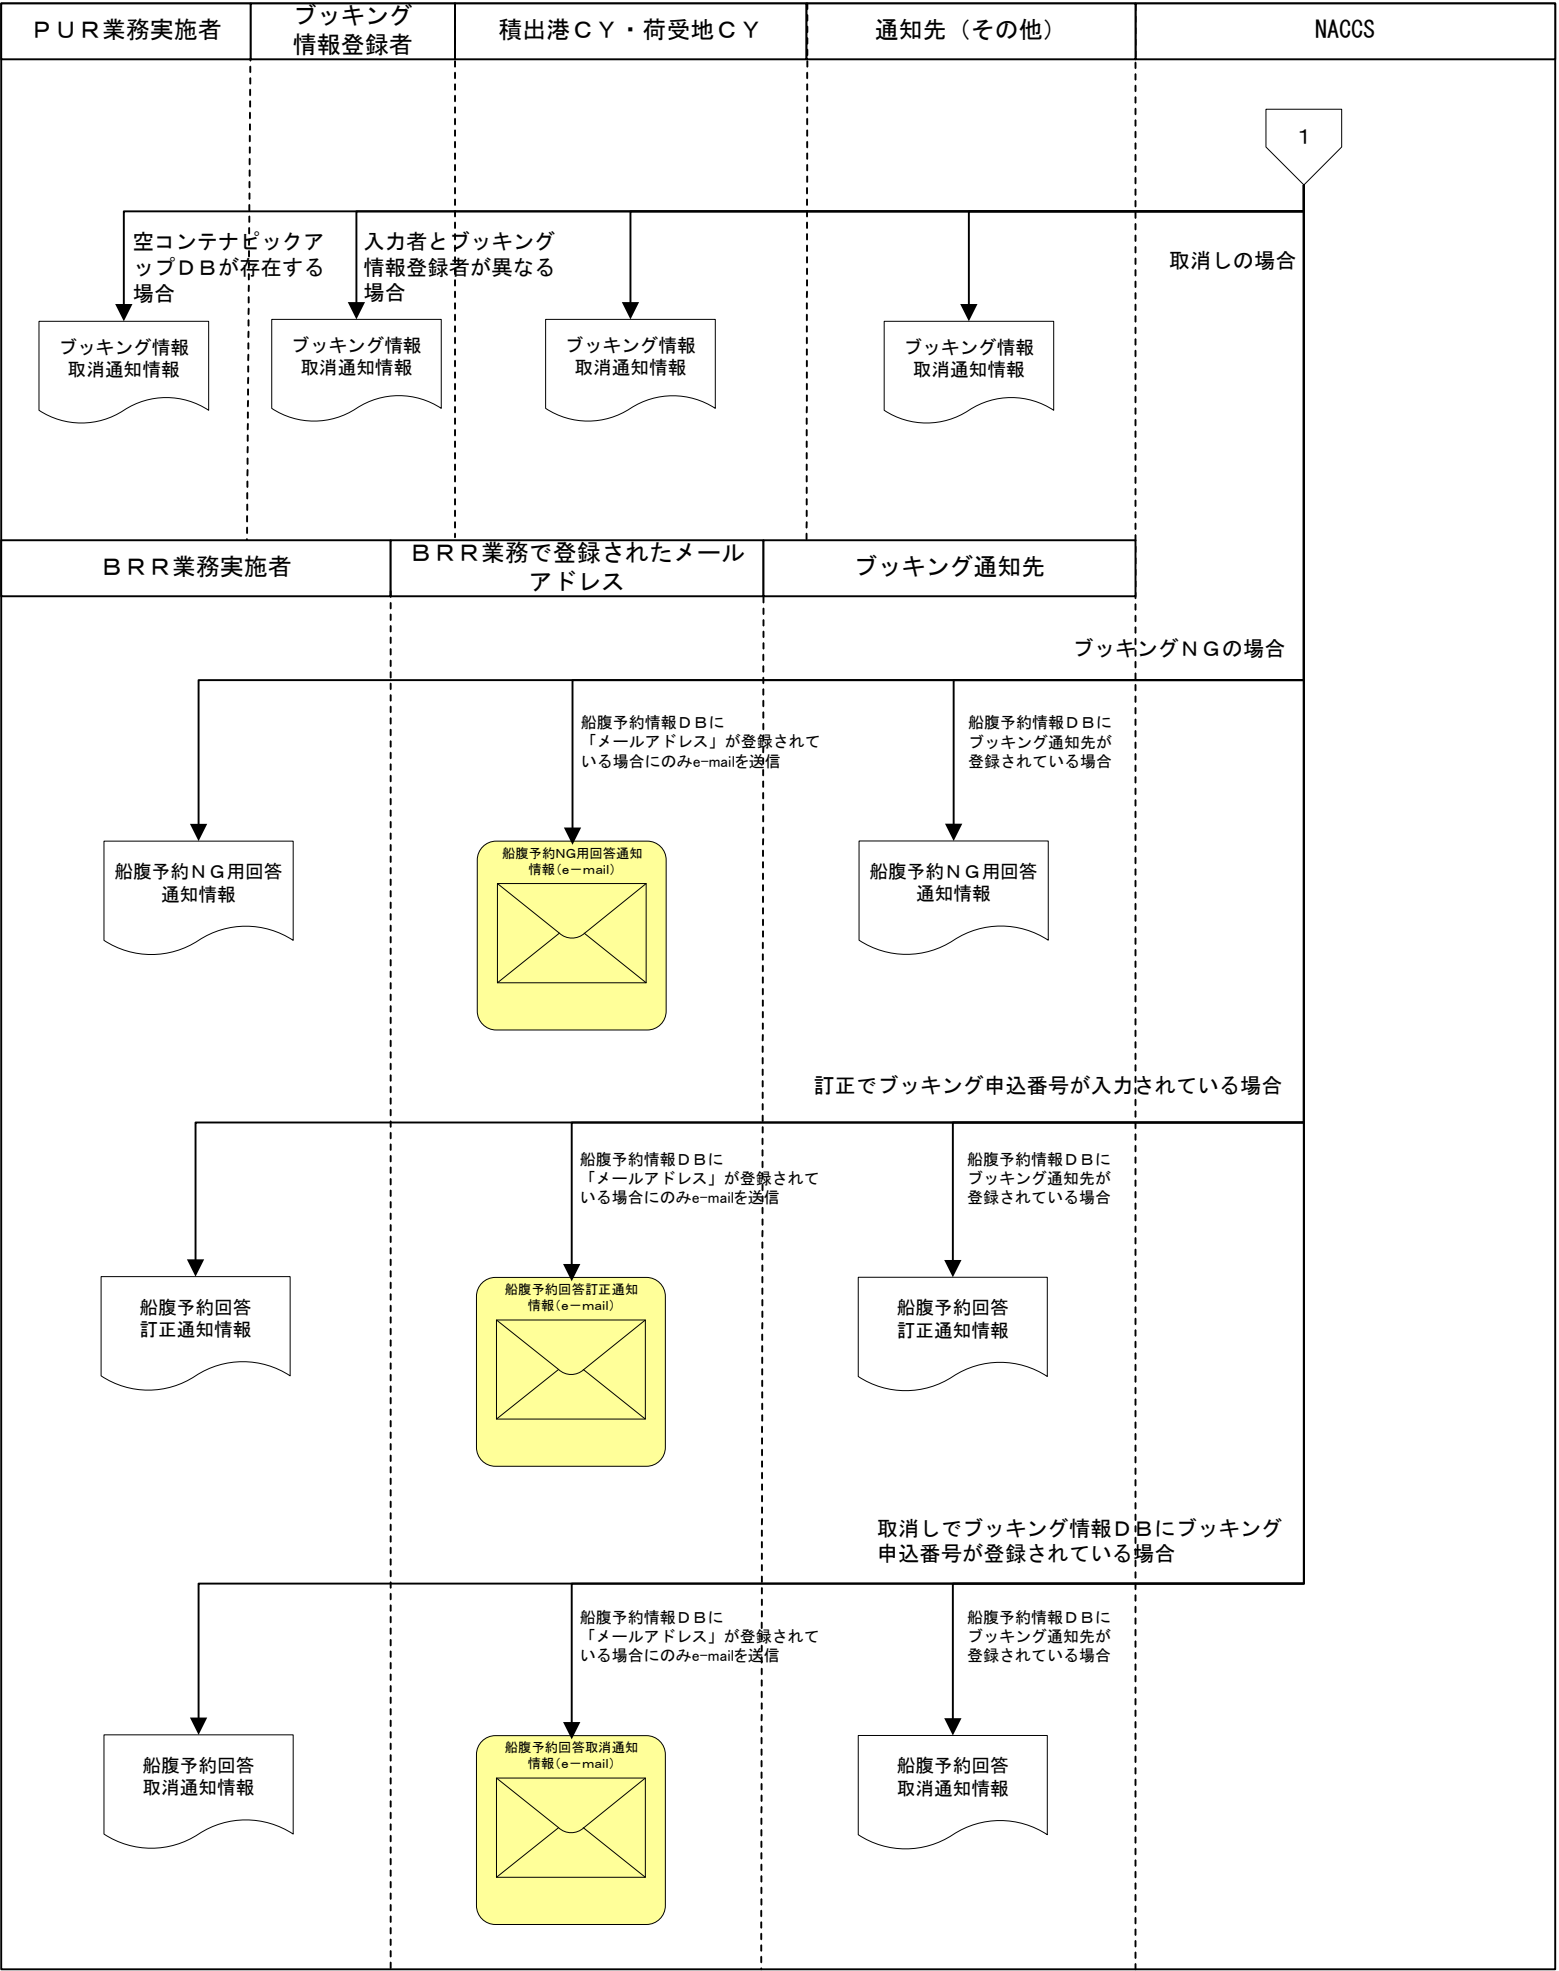 ＰＵＲ業務実施者
ブッキング
情報登録者
積出港ＣＹ・荷受地ＣＹ
通知先（その他）
NACCS
1
空コンテナピックア
ップＤＢが存在する
場合
入力者とブッキング
情報登録者が異なる
場合
取消しの場合
ブッキング情報
取消通知情報
ブッキング情報
取消通知情報
ブッキング情報
取消通知情報
ブッキング情報
取消通知情報
ＢＲＲ業務実施者
ＢＲＲ業務で登録されたメール
アドレス
ブッキング通知先
ブッキングＮＧの場合
船腹予約情報ＤＢに
「メールアドレス」が登録されて
いる場合にのみe-mailを送信
船腹予約情報ＤＢに
ブッキング通知先が
登録されている場合
船腹予約ＮＧ用回答
通知情報
船腹予約NG用回答通知
情報（e－mail）
船腹予約ＮＧ用回答
通知情報
訂正でブッキング申込番号が入力されている場合
船腹予約情報ＤＢに
「メールアドレス」が登録されて
いる場合にのみe-mailを送信
船腹予約情報ＤＢに
ブッキング通知先が
登録されている場合
船腹予約回答
訂正通知情報
船腹予約回答訂正通知
情報（e－mail）
船腹予約回答
訂正通知情報
取消しでブッキング情報ＤＢにブッキング
申込番号が登録されている場合
船腹予約情報ＤＢに
「メールアドレス」が登録されて
いる場合にのみe-mailを送信
船腹予約情報ＤＢに
ブッキング通知先が
登録されている場合
船腹予約回答
取消通知情報
船腹予約回答取消通知
情報（e－mail）
船腹予約回答
取消通知情報